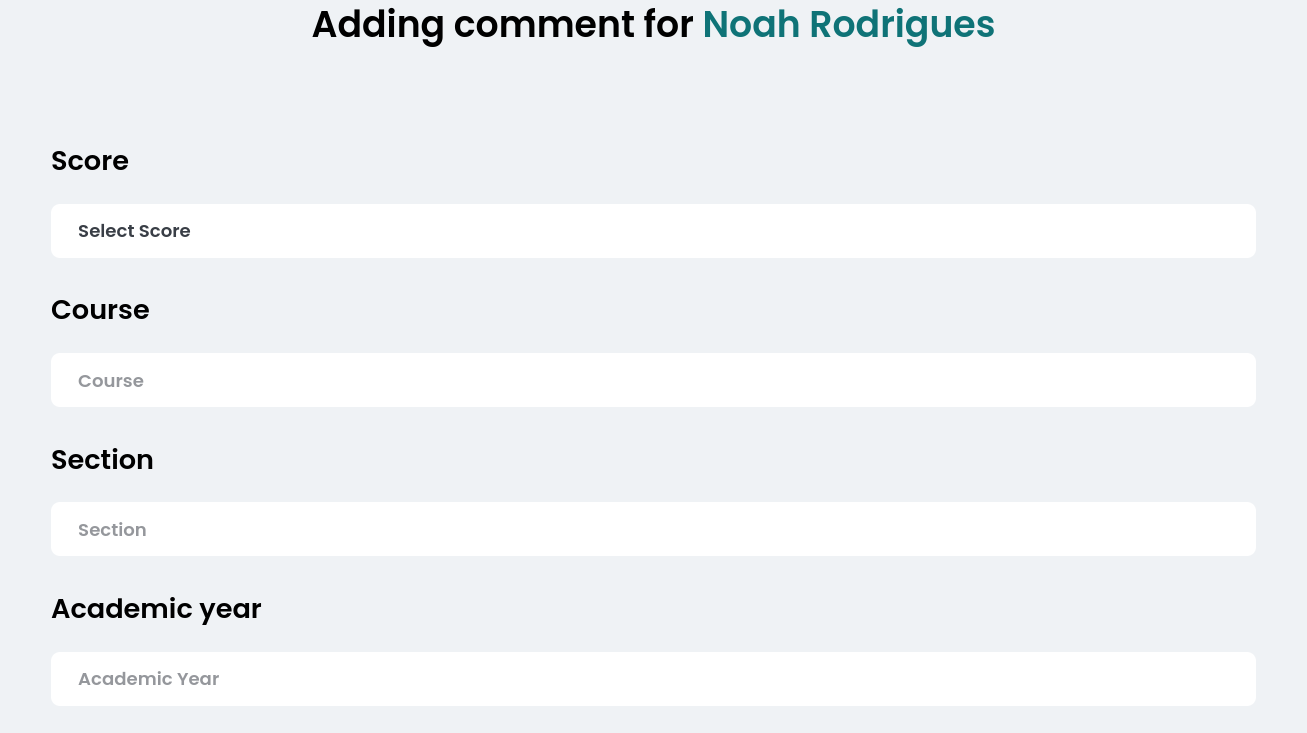 Adding comment for Noah Rodrigues
Score
Select Score
Course
Course
Section
Section
Academic year
Academic Year